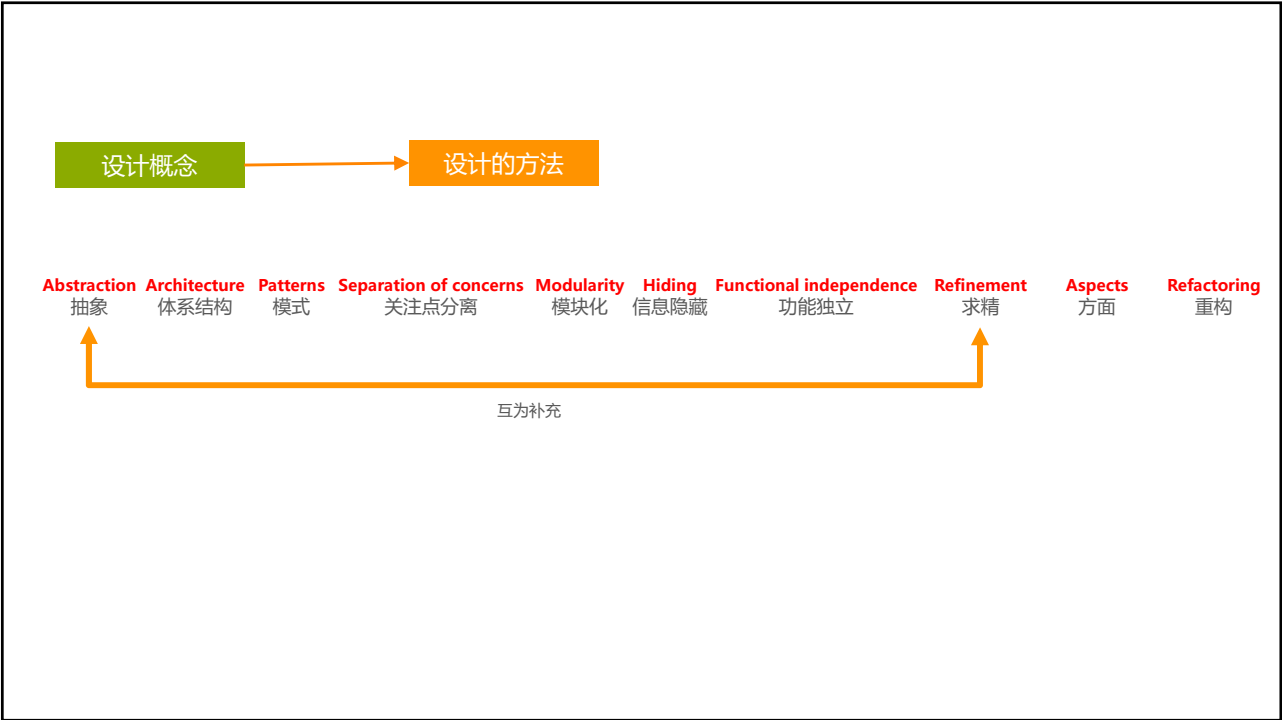 设计概念
设计的方法
Abstraction Architecture Patterns Separation of concerns Modularity Hiding Functional independence Refinement Aspects Refactoring
抽象 体系结构 模式 关注点分离 模块化 信息隐藏 功能独立 求精 方面 重构
互为补充